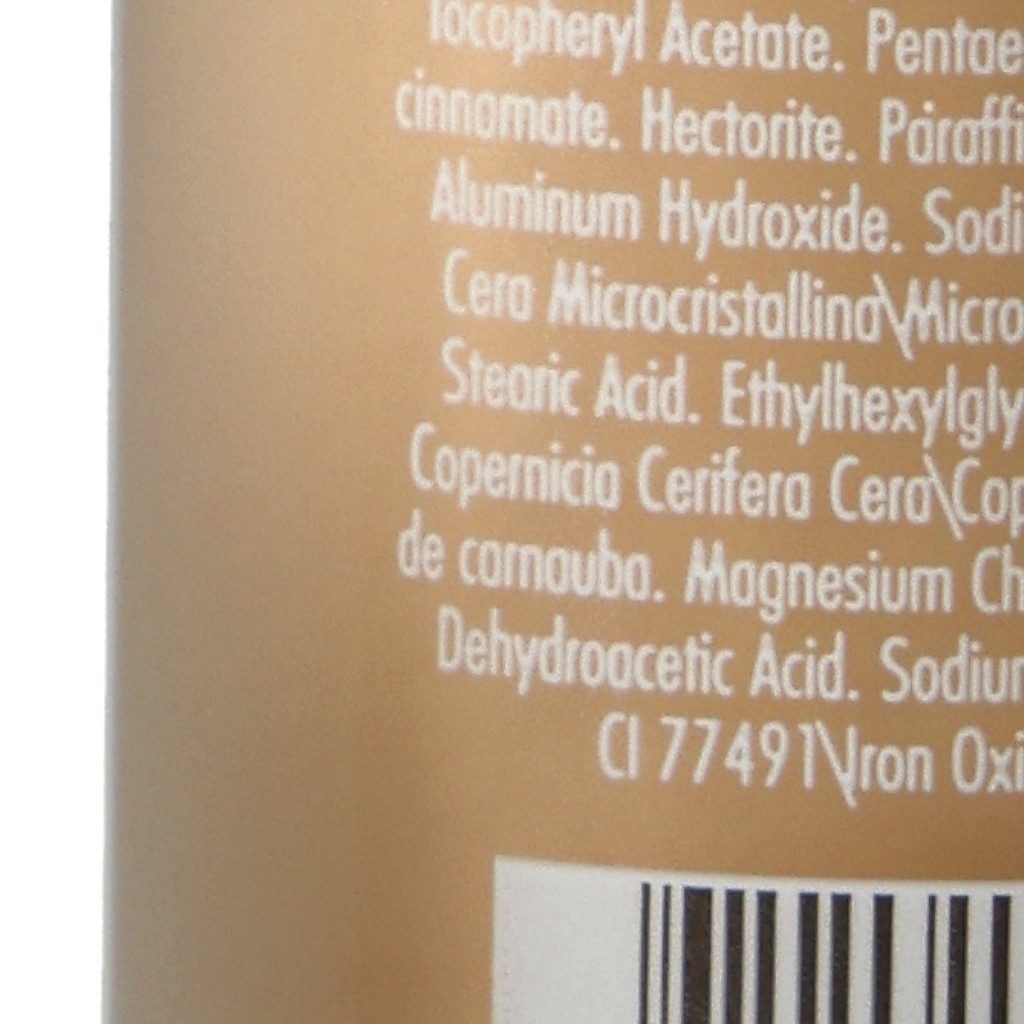 Tocopheryl Acetate. Pentae
cinnamate. Hectorite. Paraffi
Aluminum Hydroxide. Sodi
Cera Microcristallina\Micro
Stearic Acid. Ethylhexylgly
Copernicia Cerifera Cera\Cop
de carnauba. Magnesium Ch
Dehydroacetic Acid. Sodium
CI 77491\Iron Oxi